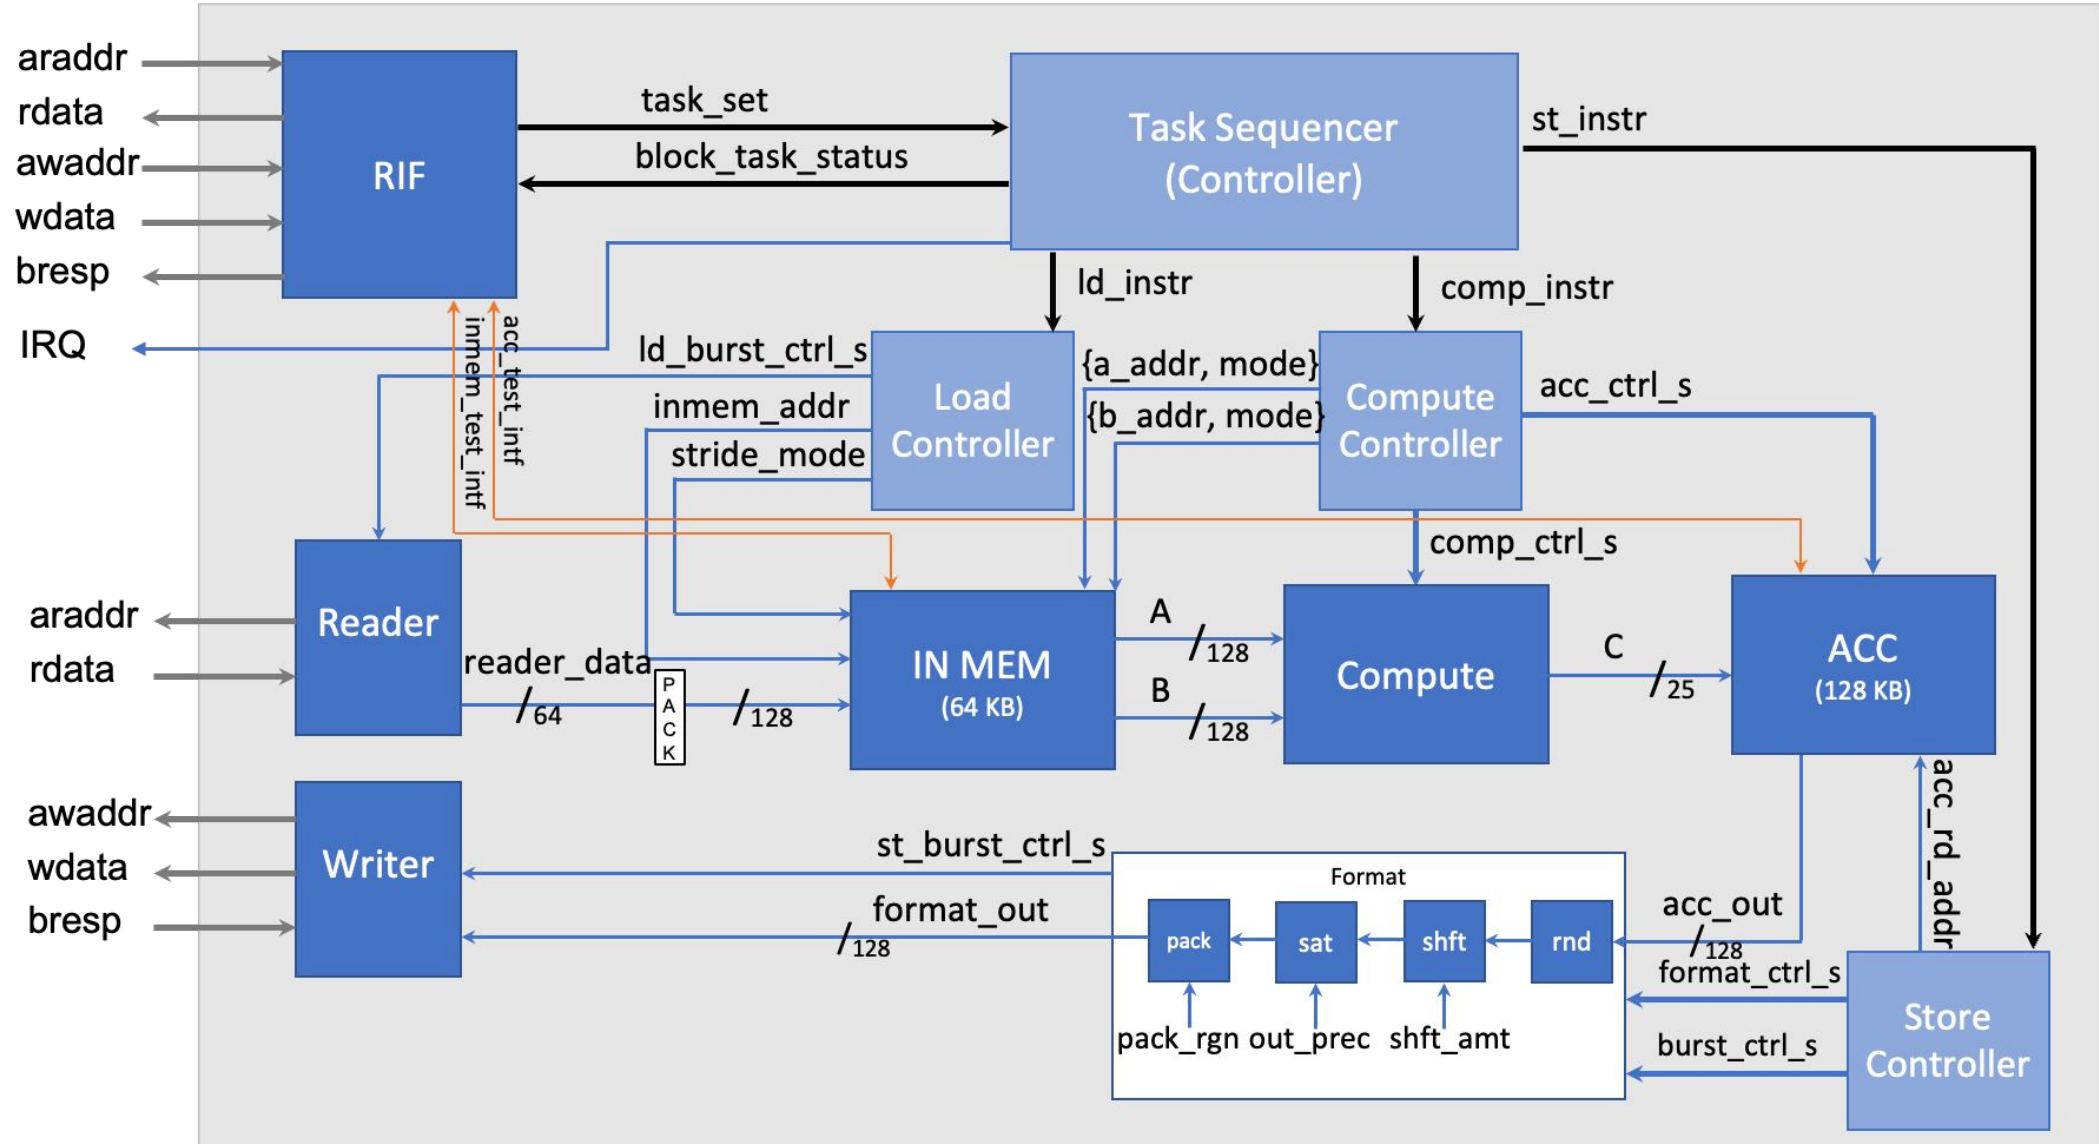 araddr
rdata
awaddr
wdata
bresp
IRQ
RIF
task_set
block_task_status
Task Sequencer
(Controller)
st_instr
ld_instr
comp_instr
inmem_test_intf
acc_test_intf
ld_burst_ctrl_s
inmem_addr
stride_mode
Load
Controller
{a_addr, mode}
{b_addr, mode}
Compute
Controller
acc_ctrl_s
comp_ctrl_s
araddr
rdata
Reader
reader_data
64
PACK
128
IN MEM
(64 KB)
A
128
B
128
Compute
C
25
ACC
(128 KB)
acc_rd_addr
awaddr
wdata
bresp
Writer
st_burst_ctrl_s
format_out
128
Format
pack
sat
shft
rnd
pack_rgn
out_prec
shft_amt
acc_out
128
format_ctrl_s
burst_ctrl_s
Store
Controller